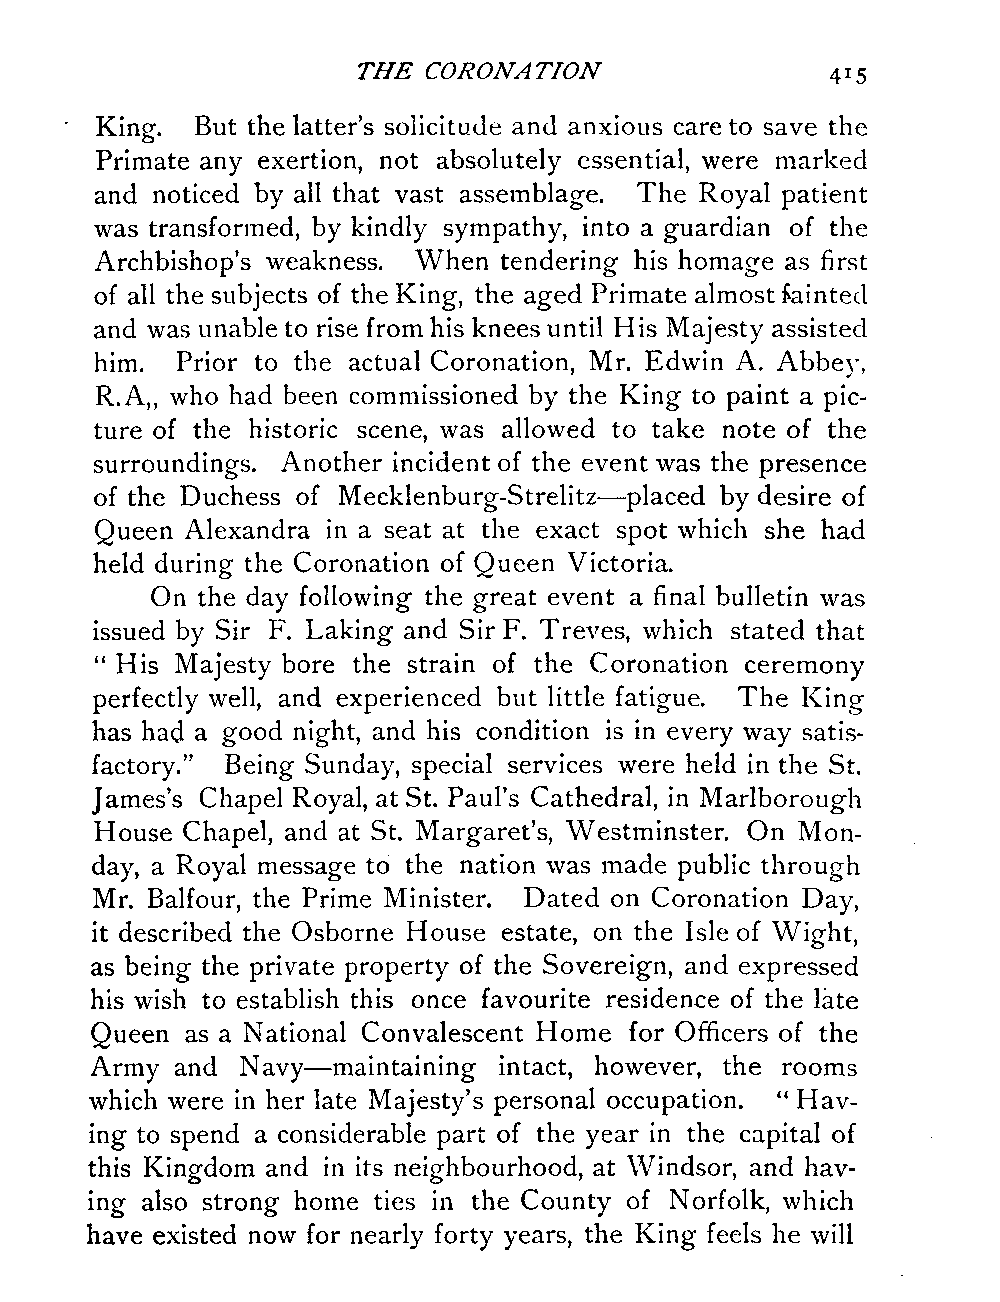 THE CORONATION 415
King. But the latter's solicitude and anxious care to save the
Primate any exertion, not absolutely essential, were marked
and noticed by all that vast assemblage. The Royal patient
was transformed, by kindly sympathy, into a guardian of the
Archbishop's weakness. When tendering his homage as first
of all the subjects of the King, the aged Primate almost fainted
and was unable to rise from his knees until His Majesty assisted
him. Prior to the actual Coronation, Mr. Edwin A. Abbey,
R.A,, who had been commissioned by the King to paint a pic-
ture of the historic scene, was allowed to take note of the
surroundings. Another incident of the event was the presence
of the Duchess of Mecklenburg-Strelitz—placed by desire of
Queen Alexandra in a seat at the exact spot which she had
held during the Coronation of Queen Victoria.
On the day following the great event a final bulletin was
issued by Sir F. Laking and Sir F. Treves, which stated that
" His Majesty bore the strain of the Coronation ceremony
perfectly well, and experienced but little fatigue. The King
has had a good night, and his condition is in every way satis-
factory." Being Sunday, special services were held in the St.
James's Chapel Royal, at St. Paul's Cathedral, in Marlborough
House Chapel, and at St. Margaret's, Westminster. On Mon-
day, a Royal message to the nation was made public through
Mr. Balfour, the Prime Minister. Dated on Coronation Day,
it described the Osborne House estate, on the Isle of Wight,
as being the private property of the Sovereign, and expressed
his wish to establish this once favourite residence of the late
Queen as a National Convalescent Home for Officers of the
Army and Navy—maintaining intact, however, the rooms
which were in her late Majesty's personal occupation. " Hav-
ing to spend a considerable part of the year in the capital of
this Kingdom and in its neighbourhood, at Windsor, and hav-
ing also strong home ties in the County of Norfolk, which
have existed now for nearly forty years, the King feels he will